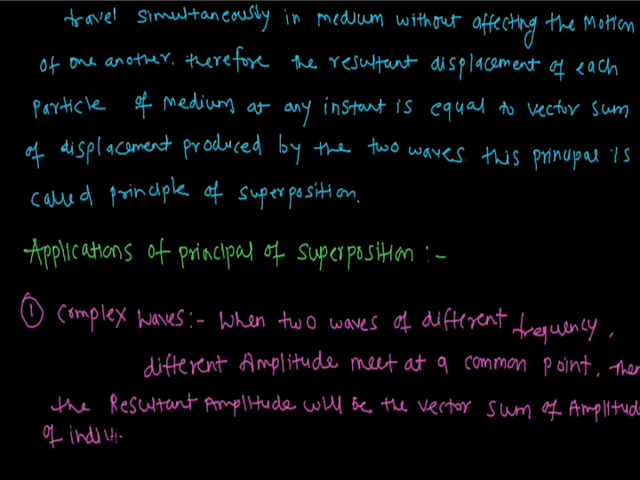 travel simultaneously in medium without affecting the Motion
of one another. therefore the resultant displacement of each
particle of Medium at any instant is equal to vector sum
of displacement produced by the two waves this principal is
called principle of superposition.
Applications of principal of superposition :-
① Complex waves:- When two waves of different frequency,
different Amplitude meet at a common point, then
the Resultant Amplitude will be the vector sum of Amplitude
of indivi